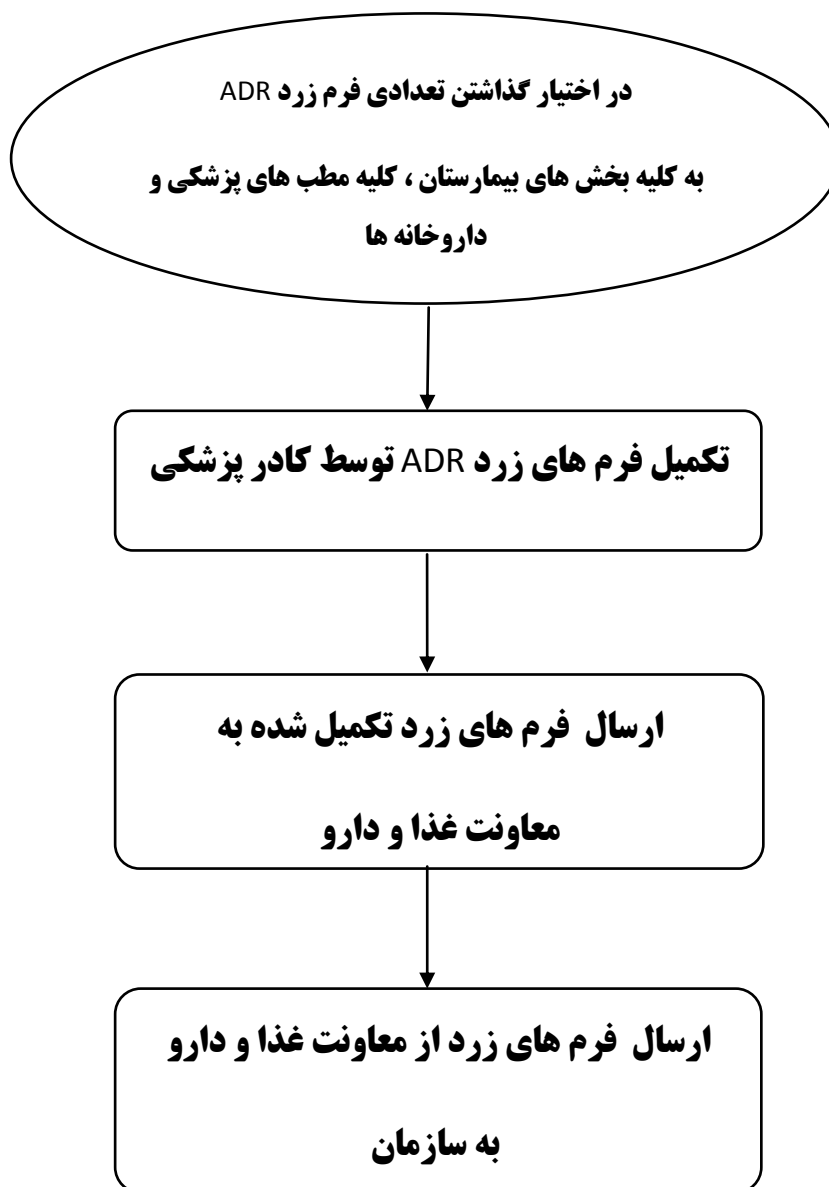 در اختیار گذاشتن تعدادی فرم زرد ADR
به کلیه بخش های بیمارستان ، کلیه مطب های پزشکی و
داروخانه ها
تکمیل فرم های زرد ADR توسط کادر پزشکی
ارسال فرم های زرد تکمیل شده به
معاونت غذا و دارو
ارسال فرم های زرد از معاونت غذا و دارو
به سازمان